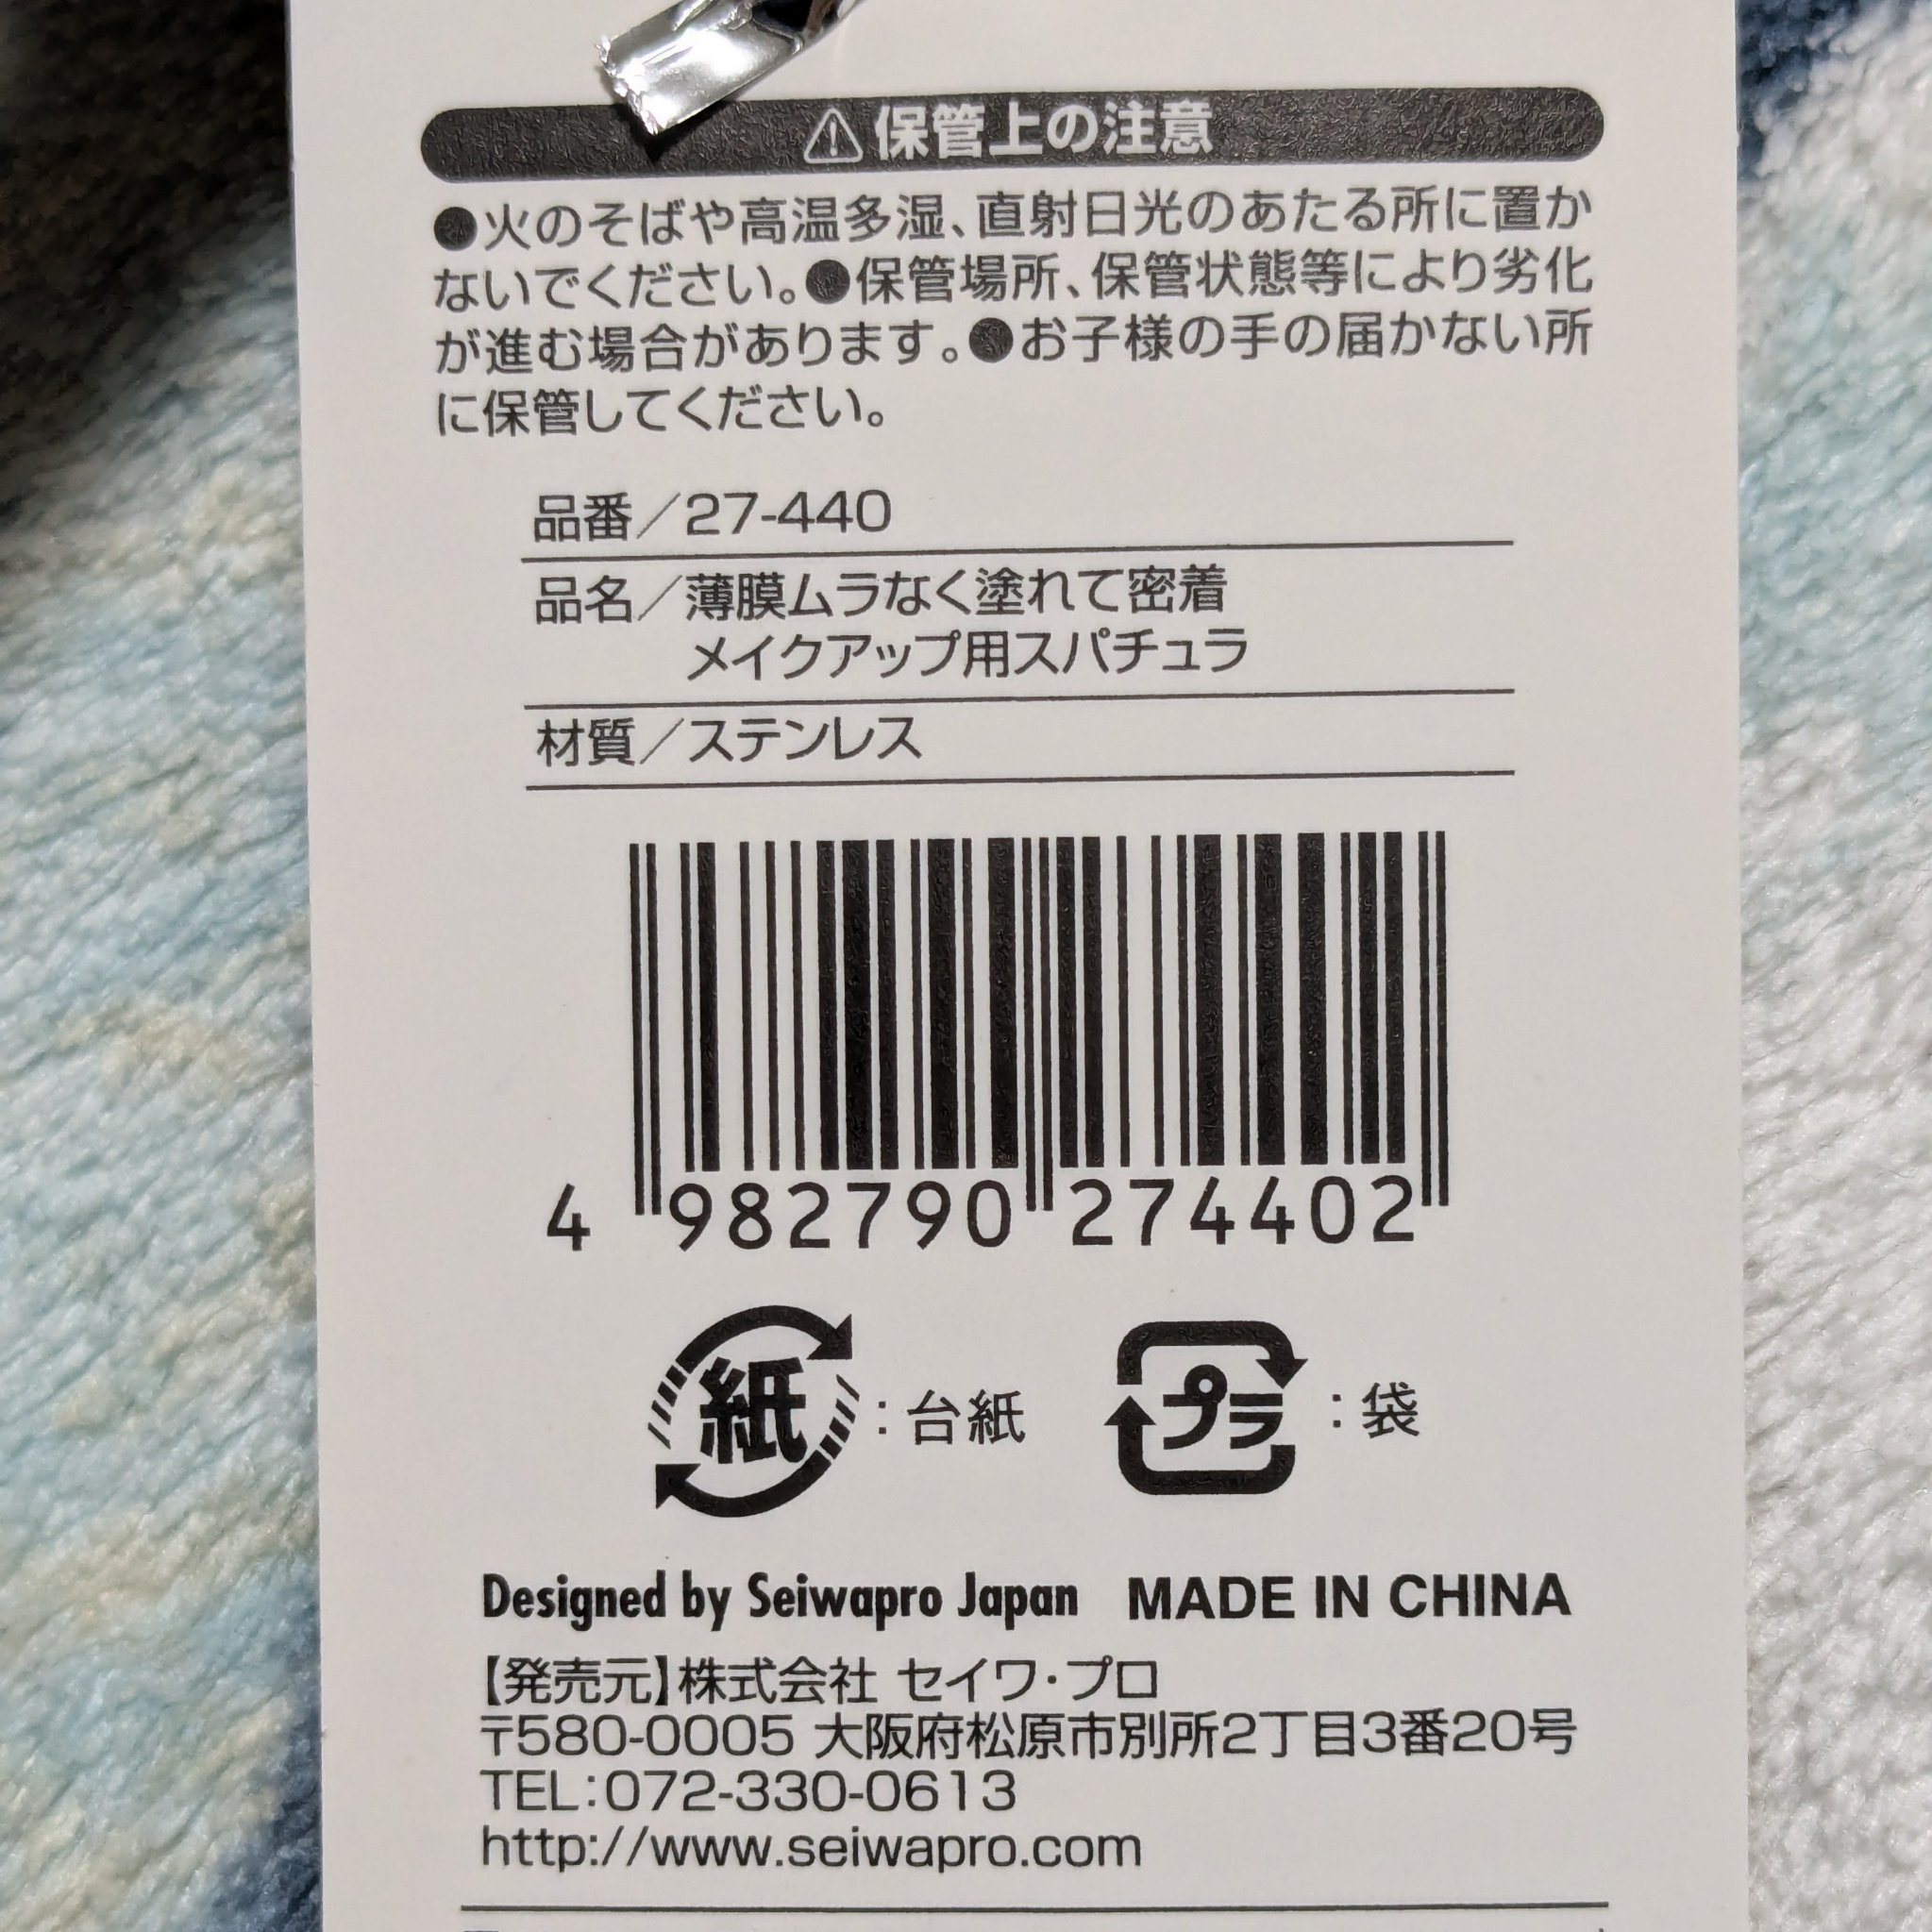 ⚠保管上の注意
●火のそばや高温多湿、直射日光のあたる所に置か
ないでください。●保管場所、保管状態等により劣化
が進む場合があります。●お子様の手の届かない所
に保管してください。
品番／27-440
品名／薄膜ムラなく塗れて密着
メイクアップ用スパチュラ
材質／ステンレス
4 982790 274402
紙：台紙 プラ：袋
Designed by Seiwapro Japan MADE IN CHINA
【発売元】株式会社 セイワ・プロ
〒580-0005 大阪府松原市別所2丁目3番20号
TEL：072-330-0613
http://www.seiwapro.com